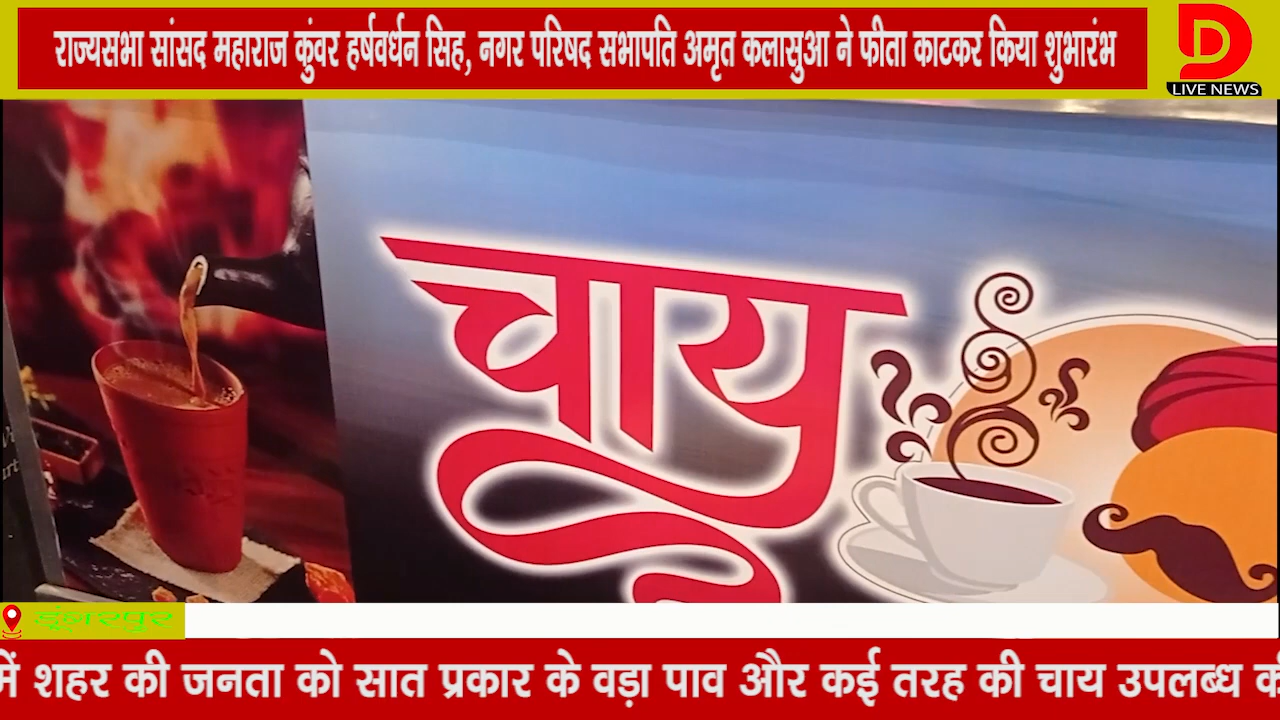 राज्यसभा सांसद महाराज कुंवर हर्षवर्धन सिह, नगर परिषद सभापति अमृत कलासुआ ने फीता काटकर किया शुभारंभ
D
LIVE NEWS
चाय
डूंगरपुर
में शहर की जनता को सात प्रकार के वड़ा पाव और कई तरह की चाय उपलब्ध की